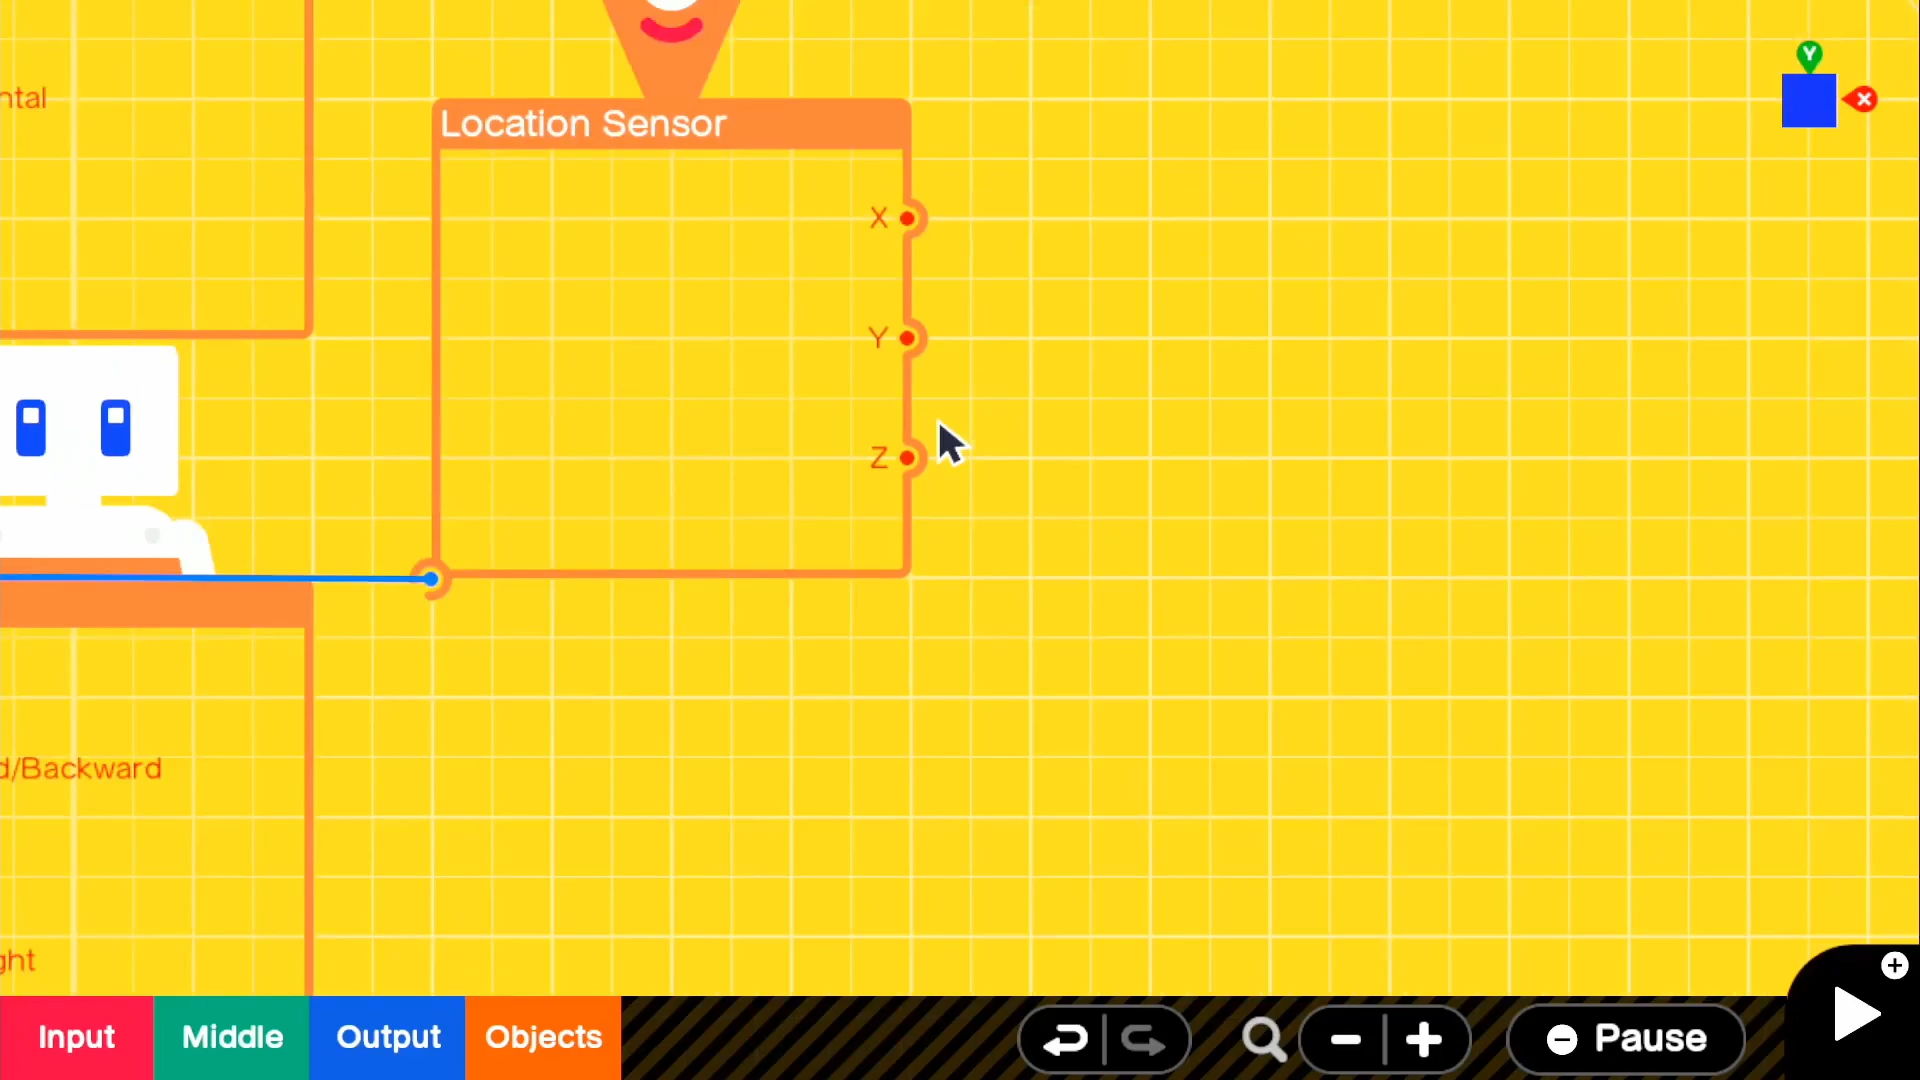 ntal
Y
X
Location Sensor
X
Y
Z
d/Backward
ght
Input
Middle
Output
Objects
Pause